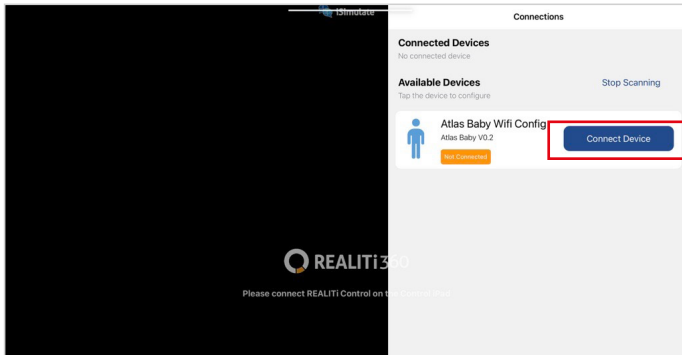 iSimulate
Connections
Connected Devices
No connected device
Available Devices
Stop Scanning
Tap the device to configure
Atlas Baby Wifi Config
Atlas Baby V0.2
Connect Device
Not Connected
REALITi360
Please connect REALITi Control on the Control iPad